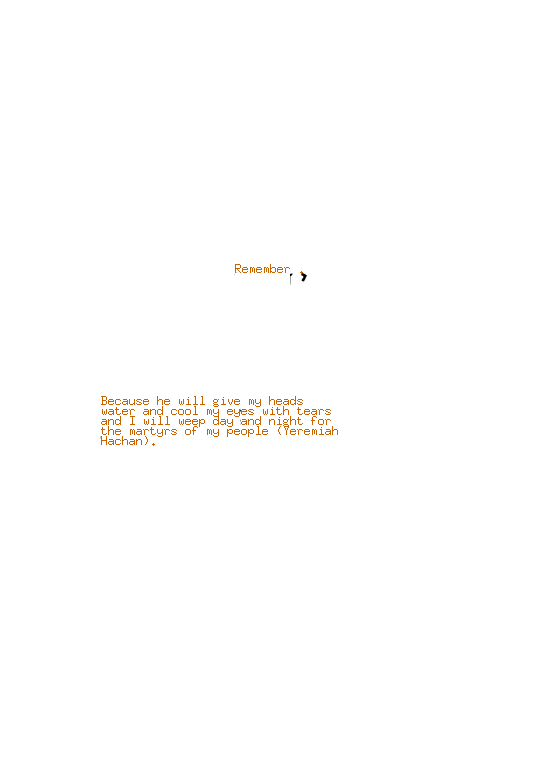 Remember.
Because he will give my heads
water and cool my eyes with tears
and I will weep day and night for
the martyrs of my people (Yeremiah
Hachan).